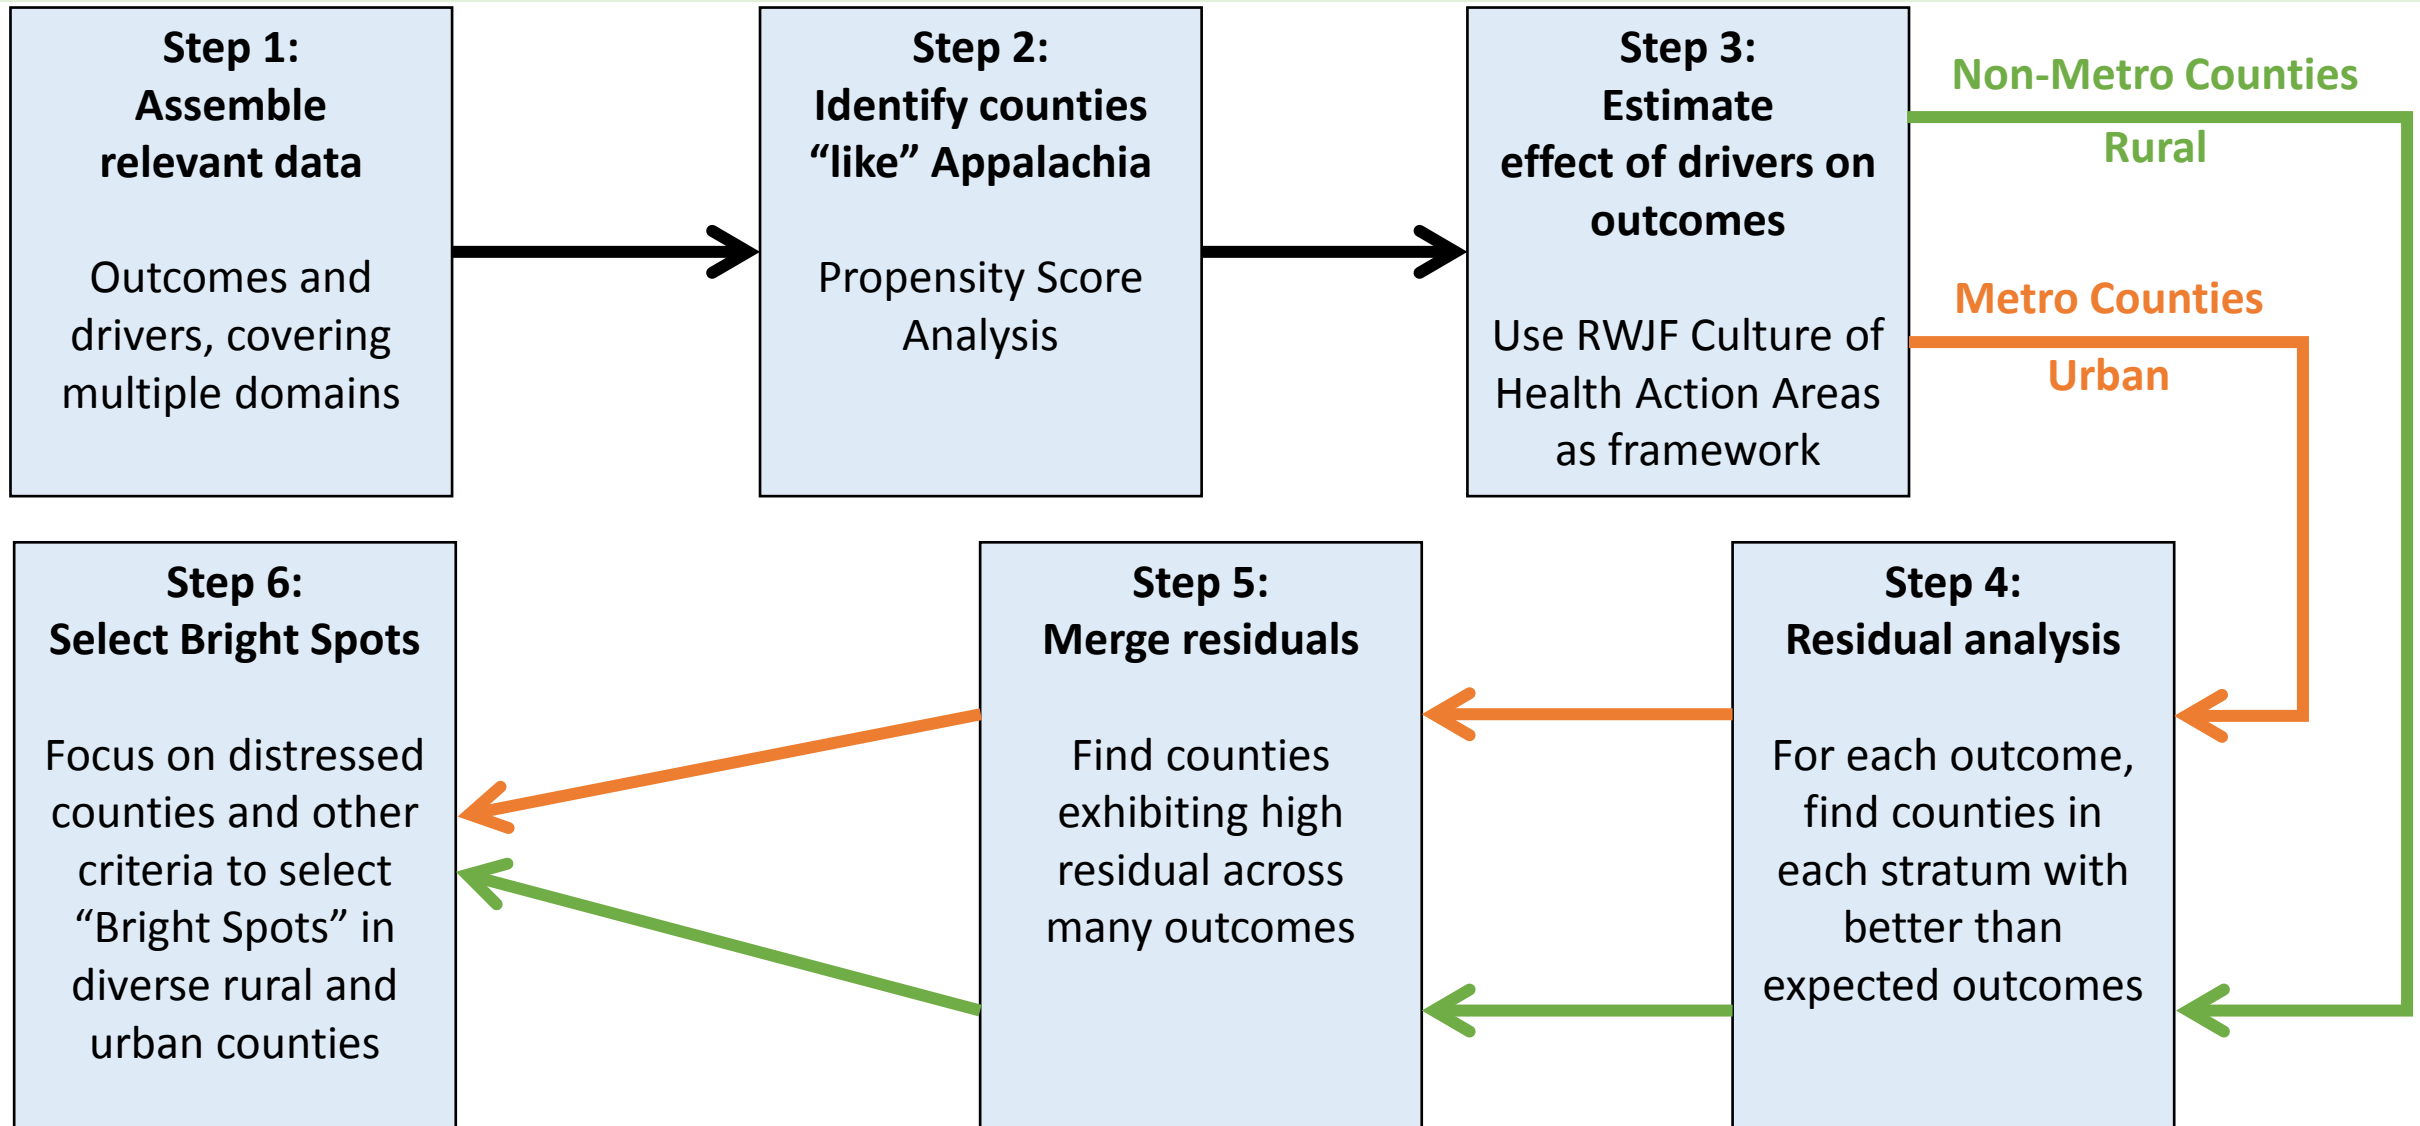 Step 1:
Assemble
relevant data
Outcomes and
drivers, covering
multiple domains
Step 2:
Identify counties
“like” Appalachia
Propensity Score
Analysis
Step 3:
Estimate
effect of drivers on
outcomes
Use RWJF Culture of
Health Action Areas
as framework
Non-Metro Counties
Rural
Metro Counties
Urban
Step 4:
Residual analysis
For each outcome,
find counties in
each stratum with
better than
expected outcomes
Step 5:
Merge residuals
Find counties
exhibiting high
residual across
many outcomes
Step 6:
Select Bright Spots
Focus on distressed
counties and other
criteria to select
“Bright Spots” in
diverse rural and
urban counties